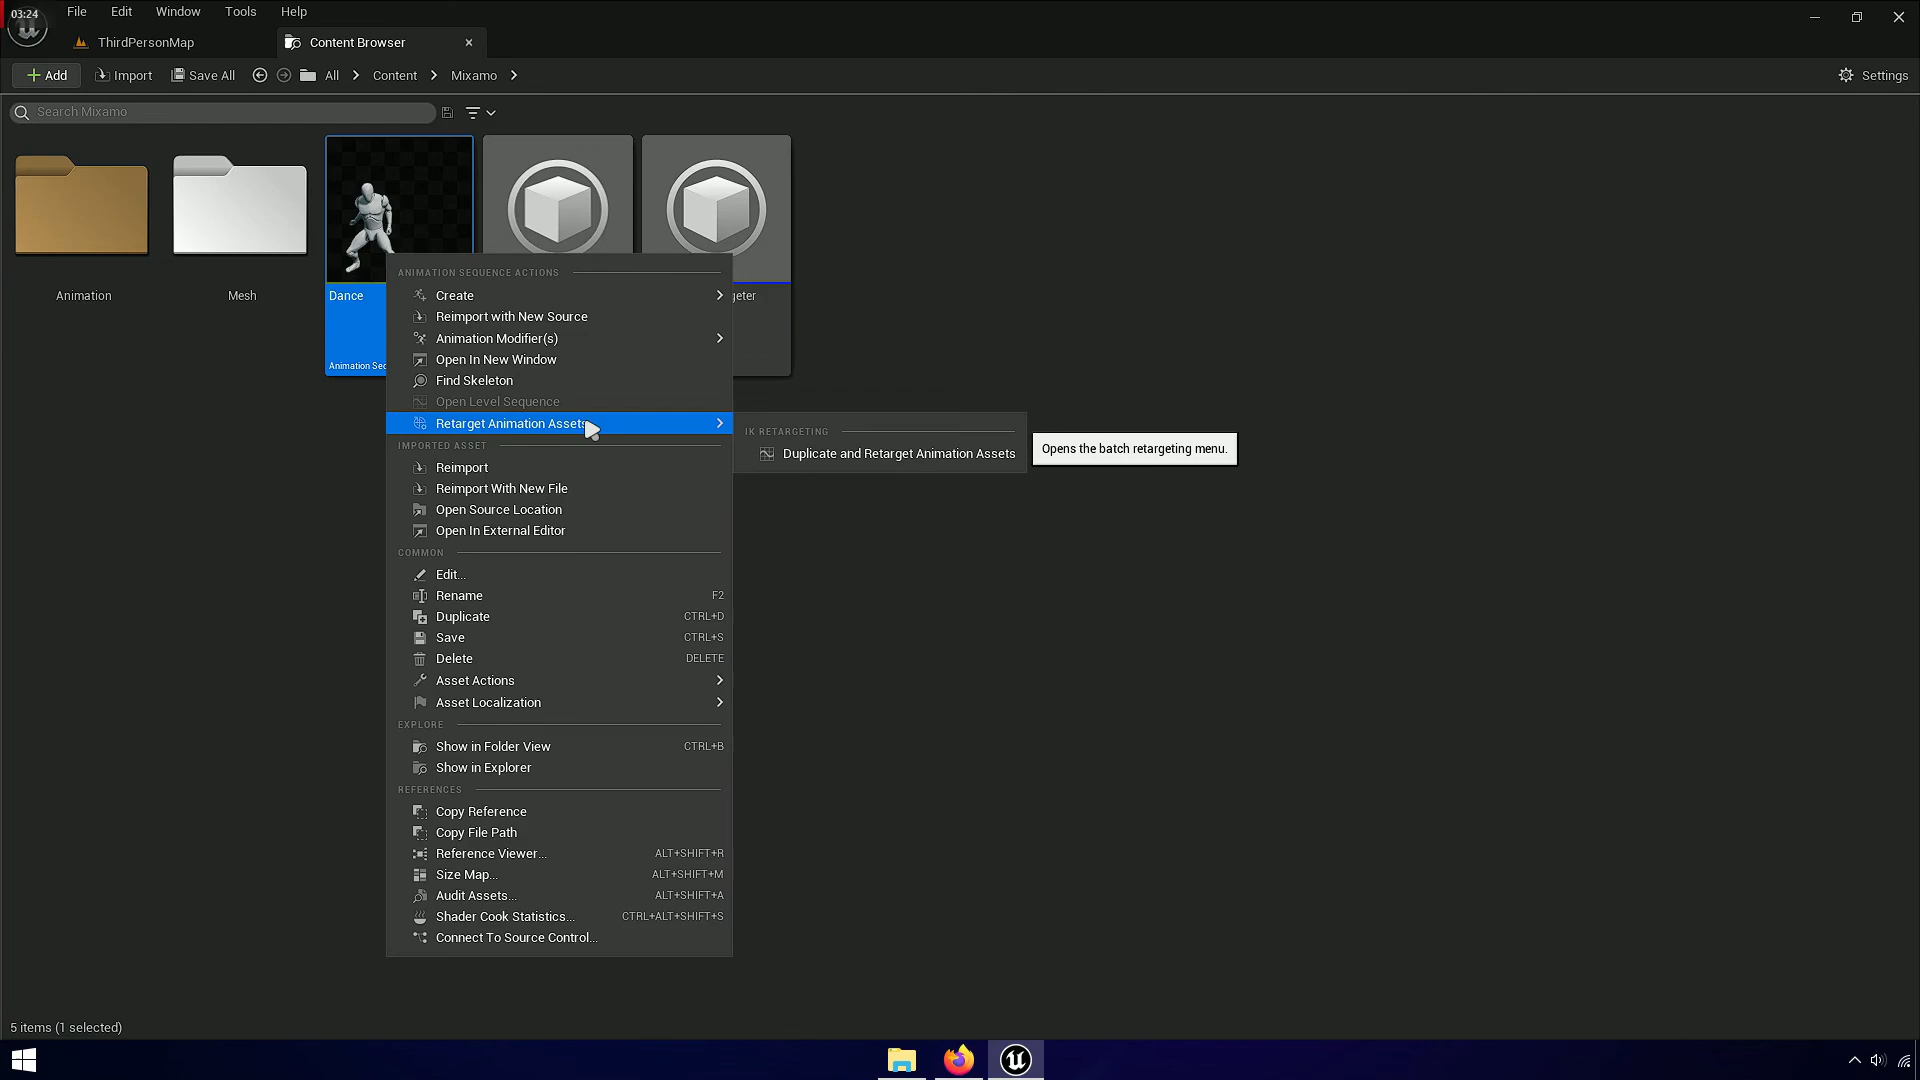 03:24
File Edit Window Tools Help
ThirdPersonMap
Content Browser
Add Import Save All All Content Mixamo Settings
Search Mixamo
Animation
Mesh
Dance
Animation Sec
geter
ANIMATION SEQUENCE ACTIONS
Create
Reimport with New Source
Animation Modifier(s)
Open In New Window
Find Skeleton
Open Level Sequence
Retarget Animation Assets
IK RETARGETING
Duplicate and Retarget Animation Assets
Opens the batch retargeting menu.
IMPORTED ASSET
Reimport
Reimport With New File
Open Source Location
Open In External Editor
COMMON
Edit...
Rename F2
Duplicate CTRL+D
Save CTRL+S
Delete DELETE
Asset Actions
Asset Localization
EXPLORE
Show in Folder View CTRL+B
Show in Explorer
REFERENCES
Copy Reference
Copy File Path
Reference Viewer... ALT+SHIFT+R
Size Map... ALT+SHIFT+M
Audit Assets... ALT+SHIFT+A
Shader Cook Statistics... CTRL+ALT+SHIFT+S
Connect To Source Control...
5 items (1 selected)